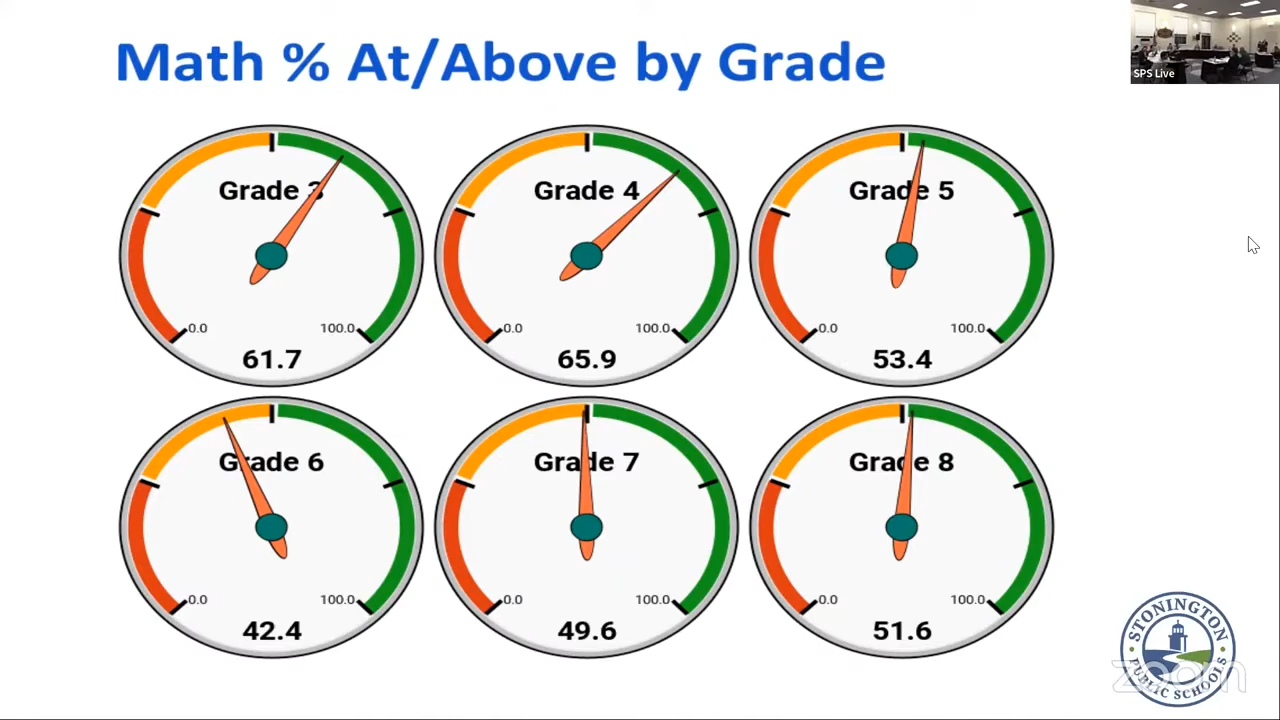 Math % At/Above by Grade
SPS Live
Grade 3
0.0
100.0
61.7
Grade 4
0.0
100.0
65.9
Grade 5
0.0
100.0
53.4
Grade 6
0.0
100.0
42.4
Grade 7
0.0
100.0
49.6
Grade 8
0.0
100.0
51.6
STONINGTON
PUBLIC SCHOOLS
zoom